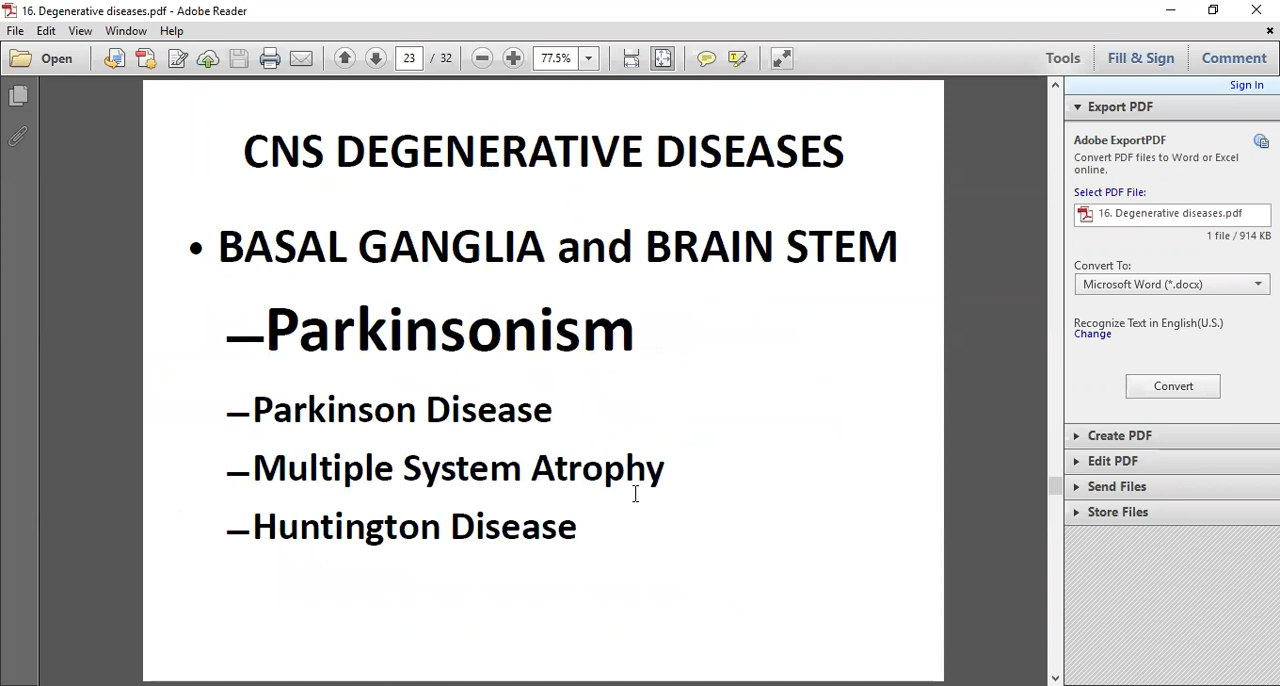 16. Degenerative diseases.pdf - Adobe Reader
File Edit View Window Help
Open 23 / 32 77.5% Tools Fill & Sign Comment
Sign In
CNS DEGENERATIVE DISEASES
• BASAL GANGLIA and BRAIN STEM
–Parkinsonism
–Parkinson Disease
–Multiple System Atrophy
–Huntington Disease
Export PDF
Adobe ExportPDF
Convert PDF files to Word or Excel
online.
Select PDF File:
16. Degenerative diseases.pdf
1 file / 914 KB
Convert To:
Microsoft Word (*.docx)
Recognize Text in English(U.S.)
Change
Convert
Create PDF
Edit PDF
Send Files
Store Files